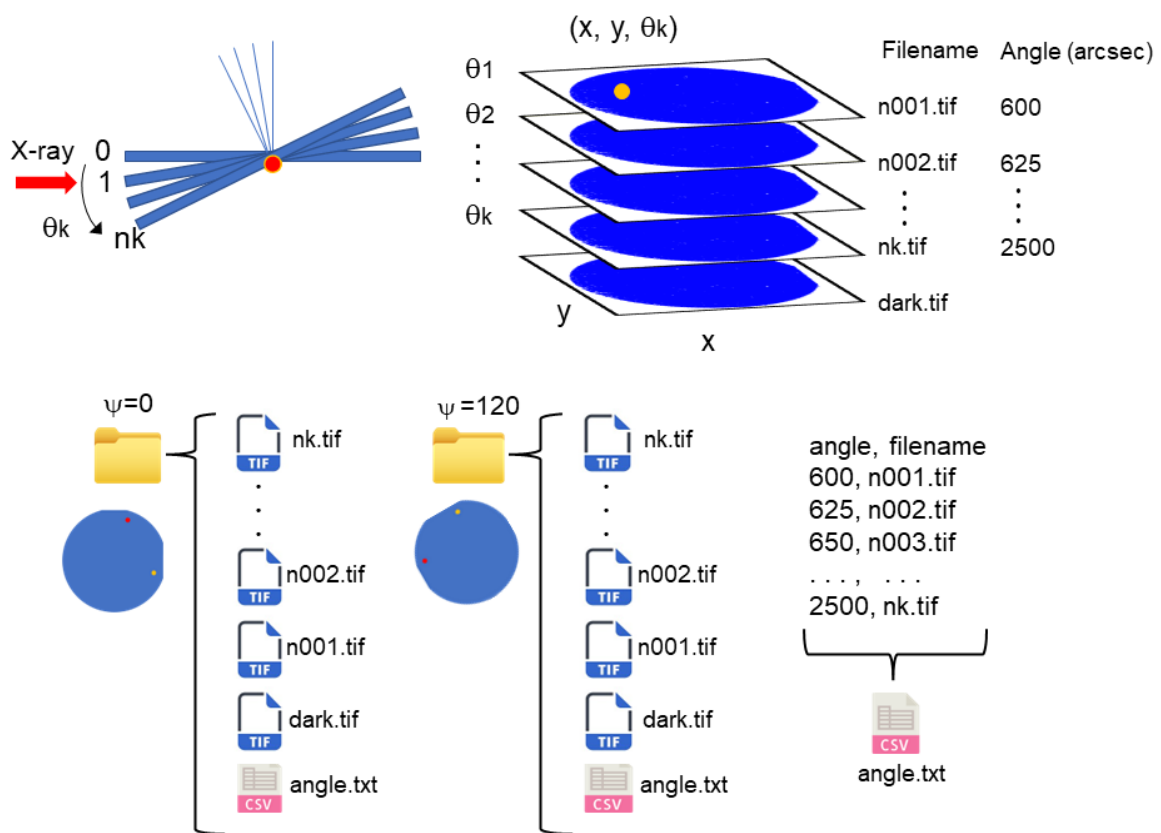 X-ray
0
1
θk
nk
(x, y, θk)
θ1
θ2
⋮
θk
y
x
Filename Angle (arcsec)
n001.tif 600
n002.tif 625
⋮ ⋮
nk.tif 2500
dark.tif
ψ=0
nk.tif
TIF
⋮
n002.tif
TIF
n001.tif
TIF
dark.tif
TIF
angle.txt
CSV
ψ=120
nk.tif
TIF
⋮
n002.tif
TIF
n001.tif
TIF
dark.tif
TIF
angle.txt
CSV
angle, filename
600, n001.tif
625, n002.tif
650, n003.tif
. . . , . . .
2500, nk.tif
CSV
angle.txt